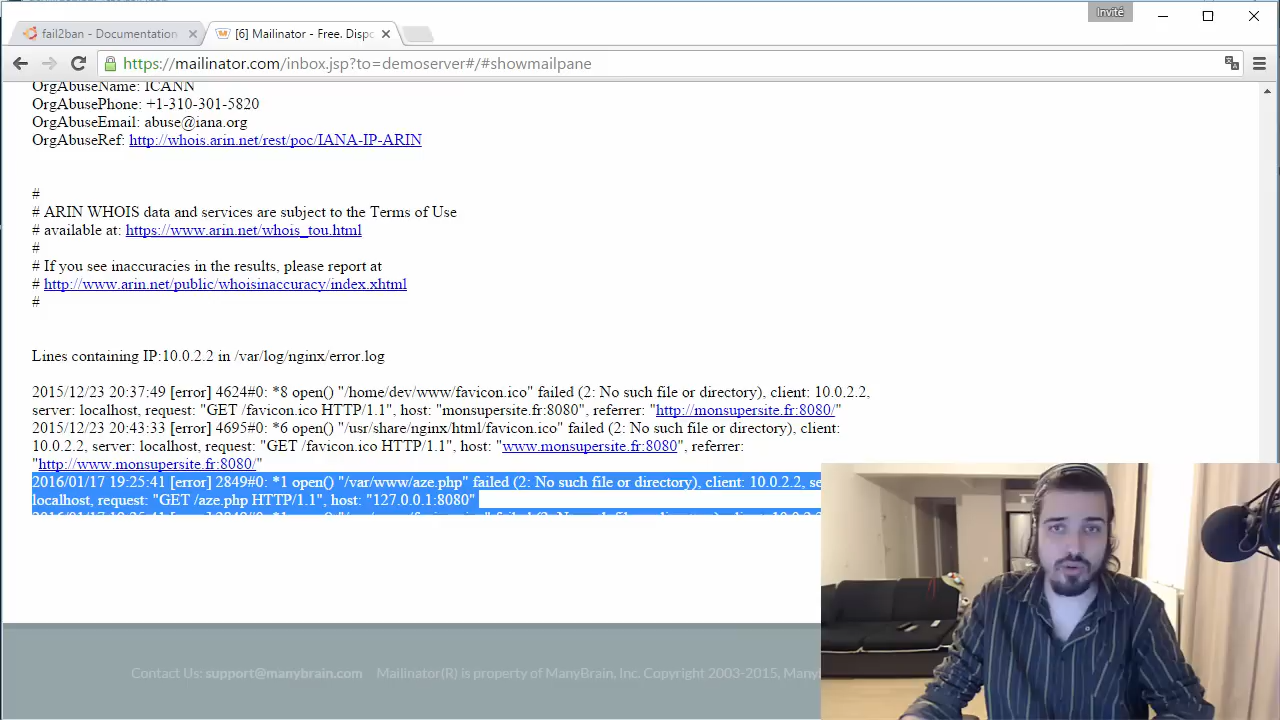 Invité
fail2ban - Documentation
[6] Mailinator - Free. Dispo
https://mailinator.com/inbox.jsp?to=demoserver#/#showmailpane
OrgAbuseName: ICANN
OrgAbusePhone: +1-310-301-5820
OrgAbuseEmail: abuse@iana.org
OrgAbuseRef: http://whois.arin.net/rest/poc/IANA-IP-ARIN
#
# ARIN WHOIS data and services are subject to the Terms of Use
# available at: https://www.arin.net/whois_tou.html
#
# If you see inaccuracies in the results, please report at
# http://www.arin.net/public/whoisinaccuracy/index.xhtml
#
Lines containing IP:10.0.2.2 in /var/log/nginx/error.log
2015/12/23 20:37:49 [error] 4624#0: *8 open() "/home/dev/www/favicon.ico" failed (2: No such file or directory), client: 10.0.2.2,
server: localhost, request: "GET /favicon.ico HTTP/1.1", host: "monsupersite.fr:8080", referrer: "http://monsupersite.fr:8080/"
2015/12/23 20:43:33 [error] 4695#0: *6 open() "/usr/share/nginx/html/favicon.ico" failed (2: No such file or directory), client:
10.0.2.2, server: localhost, request: "GET /favicon.ico HTTP/1.1", host: "www.monsupersite.fr:8080", referrer:
"http://www.monsupersite.fr:8080/"
2016/01/17 19:25:41 [error] 2849#0: *1 open() "/var/www/aze.php" failed (2: No such file or directory), client: 10.0.2.2, se
localhost, request: "GET /aze.php HTTP/1.1", host: "127.0.0.1:8080"
Contact Us: support@manybrain.com Mailinator(R) is property of ManyBrain, Inc. Copyright 2003-2015, Many